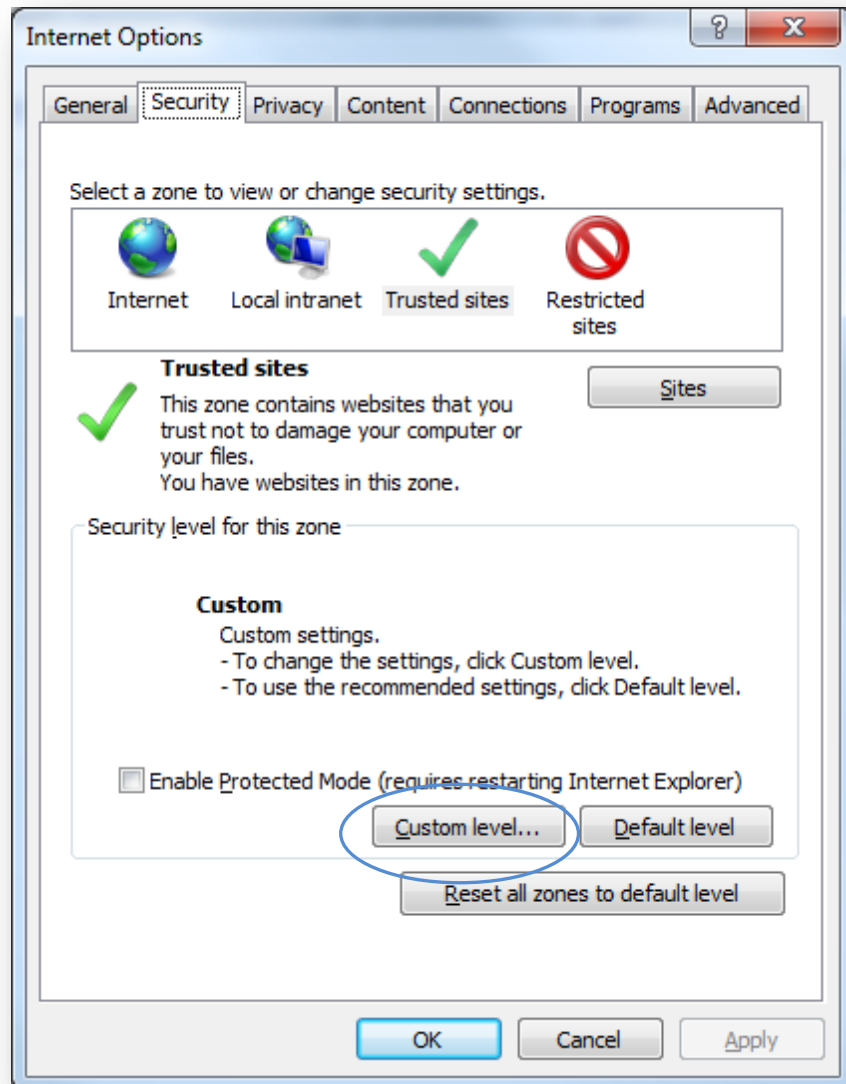 Internet Options
?
X
General Security Privacy Content Connections Programs Advanced
Select a zone to view or change security settings.
Internet Local intranet Trusted sites Restricted
sites
Trusted sites
Sites
This zone contains websites that you
trust not to damage your computer or
your files.
You have websites in this zone.
Security level for this zone
Custom
Custom settings.
- To change the settings, click Custom level.
- To use the recommended settings, click Default level.
Enable Protected Mode (requires restarting Internet Explorer)
Custom level... Default level
Reset all zones to default level
OK Cancel Apply